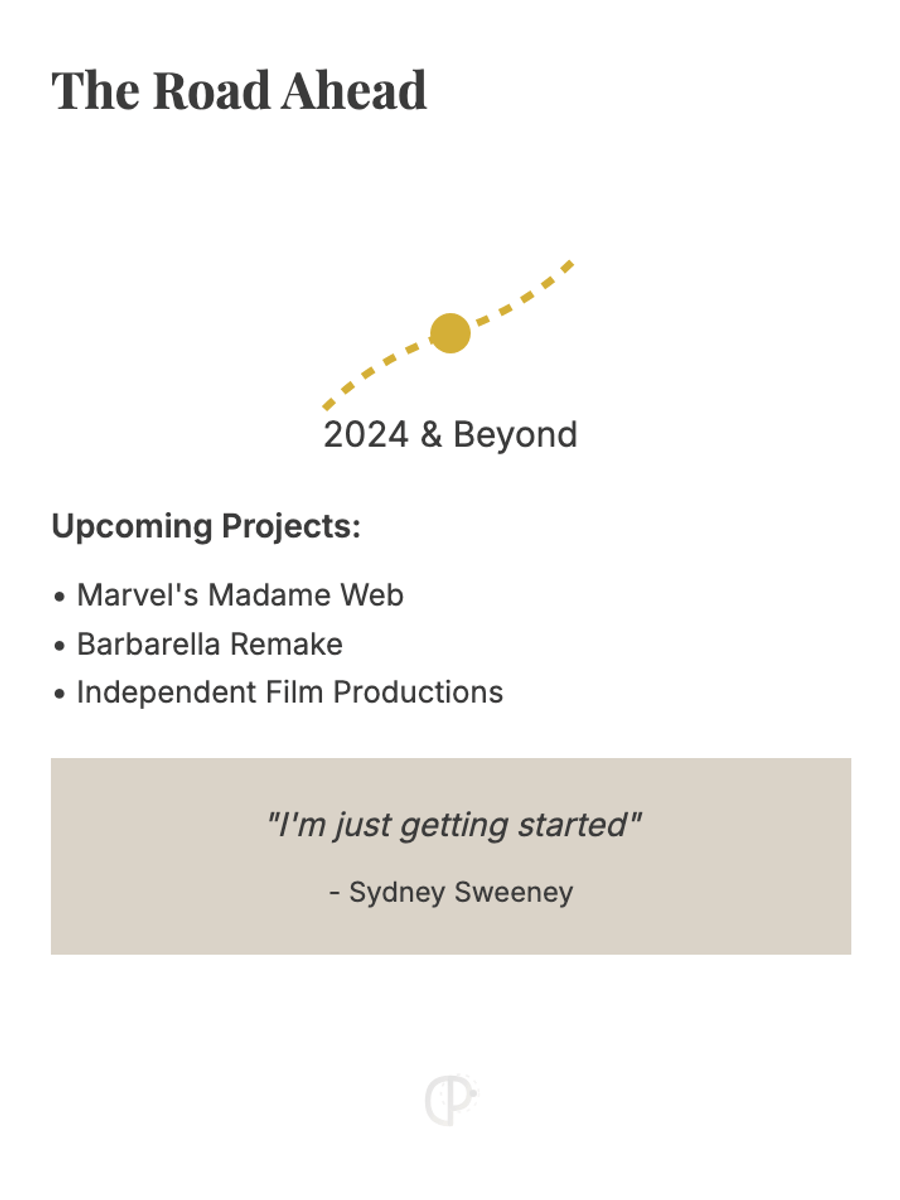 The Road Ahead
2024 & Beyond
Upcoming Projects:
• Marvel's Madame Web
• Barbarella Remake
• Independent Film Productions
"I'm just getting started"
- Sydney Sweeney